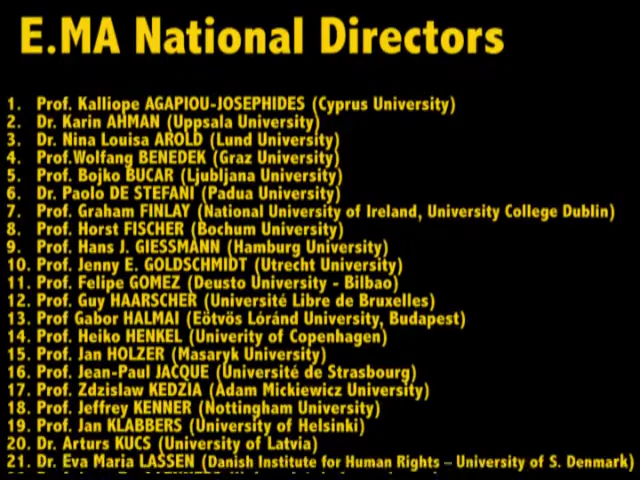 E.MA National Directors
1. Prof. Kalliope AGAPIOU-JOSEPHIDES (Cyprus University)
2. Dr. Karin AHMAN (Uppsala University)
3. Dr. Nina Louisa AROLD (Lund University)
4. Prof.Wolfang BENEDEK (Graz University)
5. Prof. Bojko BUCAR (Ljubljana University)
6. Dr. Paolo DE STEFANI (Padua University)
7. Prof. Graham FINLAY (National University of Ireland, University College Dublin)
8. Prof. Horst FISCHER (Bochum University)
9. Prof. Hans J. GIESSMANN (Hamburg University)
10. Prof. Jenny E. GOLDSCHMIDT (Utrecht University)
11. Prof. Felipe GOMEZ (Deusto University - Bilbao)
12. Prof. Guy HAARSCHER (Université Libre de Bruxelles)
13. Prof Gabor HALMAI (Eötvös Lóránd University, Budapest)
14. Prof. Heiko HENKEL (Univerity of Copenhagen)
15. Prof. Jan HOLZER (Masaryk University)
16. Prof. Jean-Paul JACQUE (Université de Strasbourg)
17. Prof. Zdzislaw KEDZIA (Adam Mickiewicz University)
18. Prof. Jeffrey KENNER (Nottingham University)
19. Prof. Jan KLABBERS (University of Helsinki)
20. Dr. Arturs KUCS (University of Latvia)
21. Dr. Eva Maria LASSEN (Danish Institute for Human Rights – University of S. Denmark)